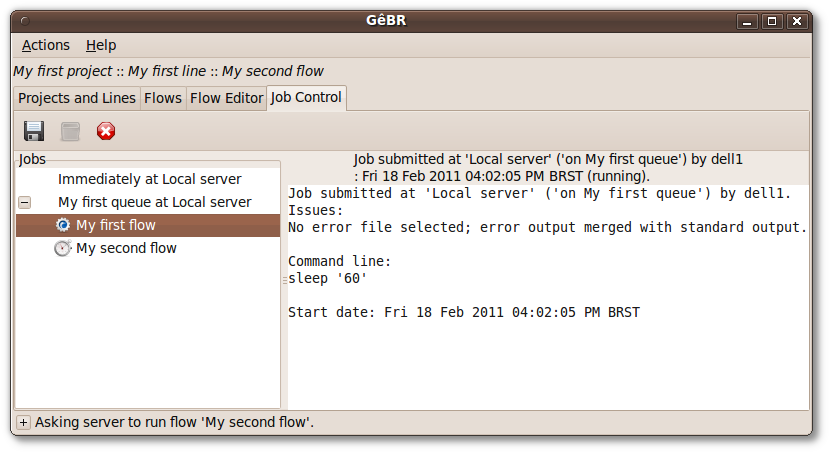 GêBR
Actions Help
My first project :: My first line :: My second flow
Projects and Lines Flows Flow Editor Job Control
Jobs
Immediately at Local server
My first queue at Local server
My first flow
My second flow
Job submitted at 'Local server' ('on My first queue') by dell1
: Fri 18 Feb 2011 04:02:05 PM BRST (running).
Job submitted at 'Local server' ('on My first queue') by dell1.
Issues:
No error file selected; error output merged with standard output.
Command line:
sleep '60'
Start date: Fri 18 Feb 2011 04:02:05 PM BRST
Asking server to run flow 'My second flow'.